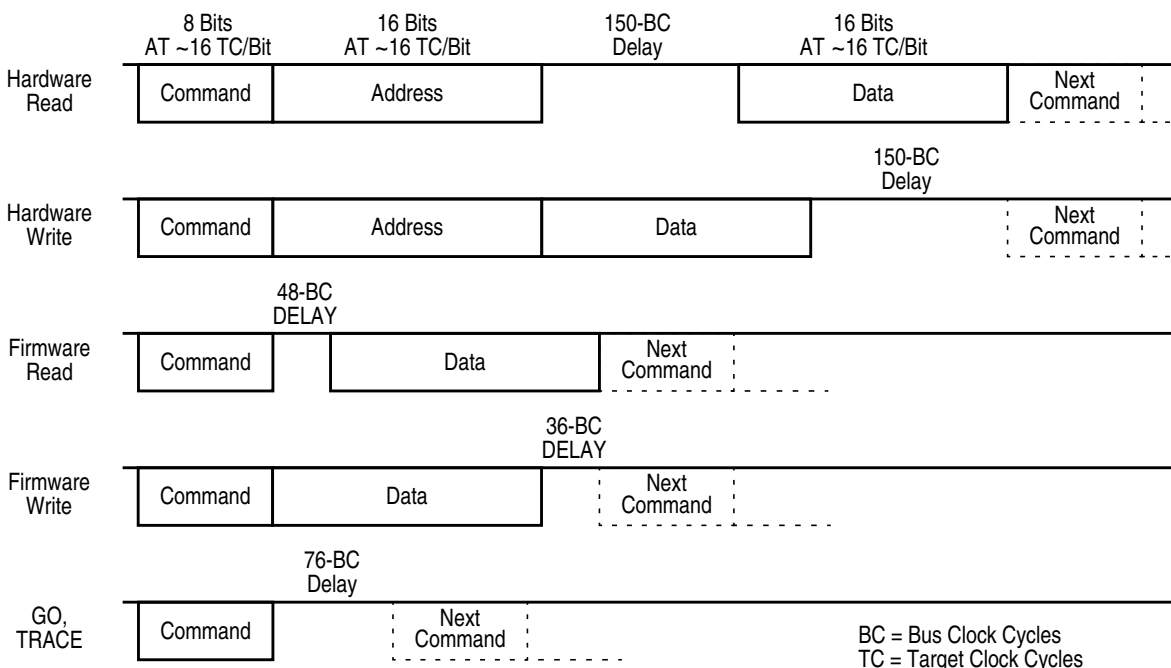 8 Bits
AT ~16 TC/Bit
16 Bits
AT ~16 TC/Bit
150-BC
Delay
16 Bits
AT ~16 TC/Bit
Hardware
Read
Command
Address
Data
Next
Command
150-BC
Delay
Hardware
Write
Command
Address
Data
Next
Command
48-BC
DELAY
Firmware
Read
Command
Data
Next
Command
36-BC
DELAY
Firmware
Write
Command
Data
Next
Command
76-BC
Delay
GO,
TRACE
Command
Next
Command
BC = Bus Clock Cycles
TC = Target Clock Cycles